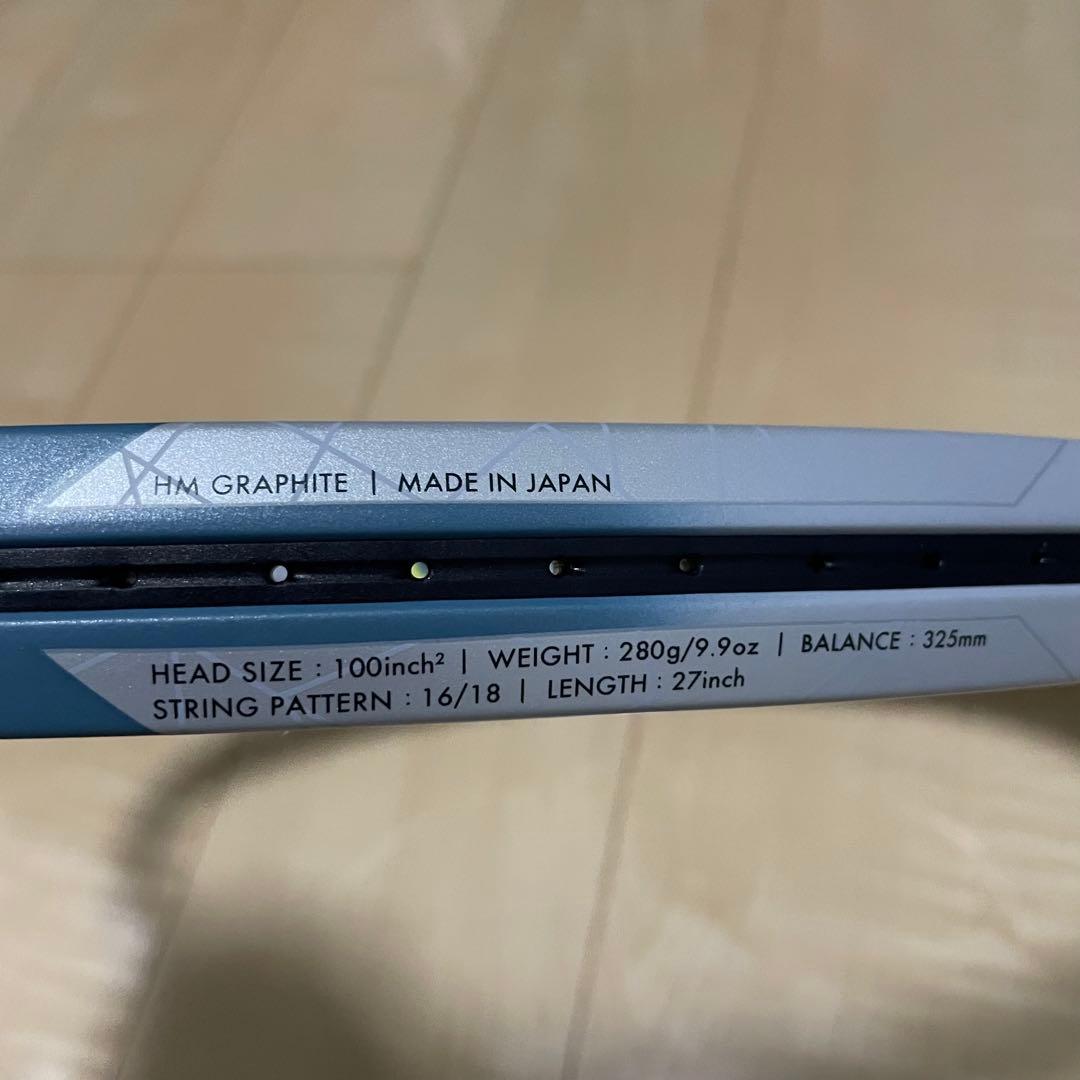 HM GRAPHITE | MADE IN JAPAN
HEAD SIZE : 100inch² | WEIGHT : 280g/9.9oz | BALANCE : 325mm
STRING PATTERN : 16/18 | LENGTH : 27inch